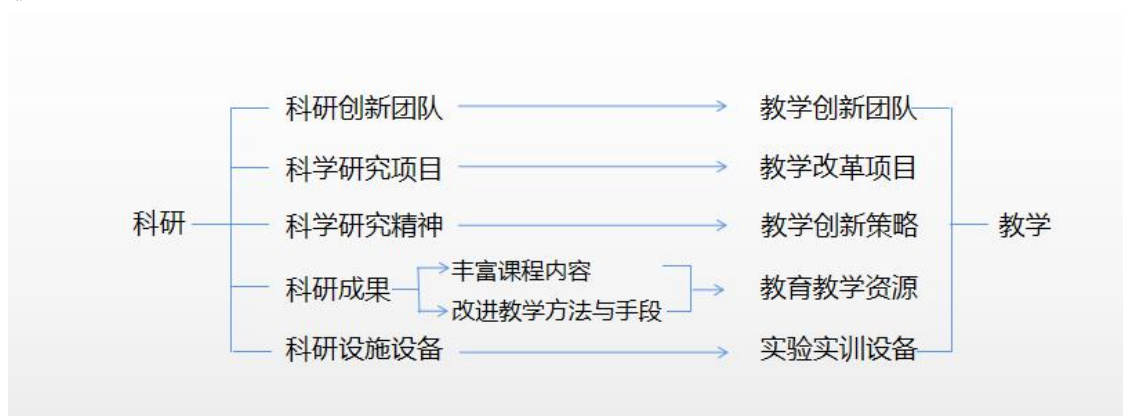 科研创新团队 教学创新团队
科学研究项目 教学改革项目
科研 科学研究精神 教学创新策略 教学
丰富课程内容
科研成果 教育教学资源
改进教学方法与手段
科研设施设备 实验实训设备